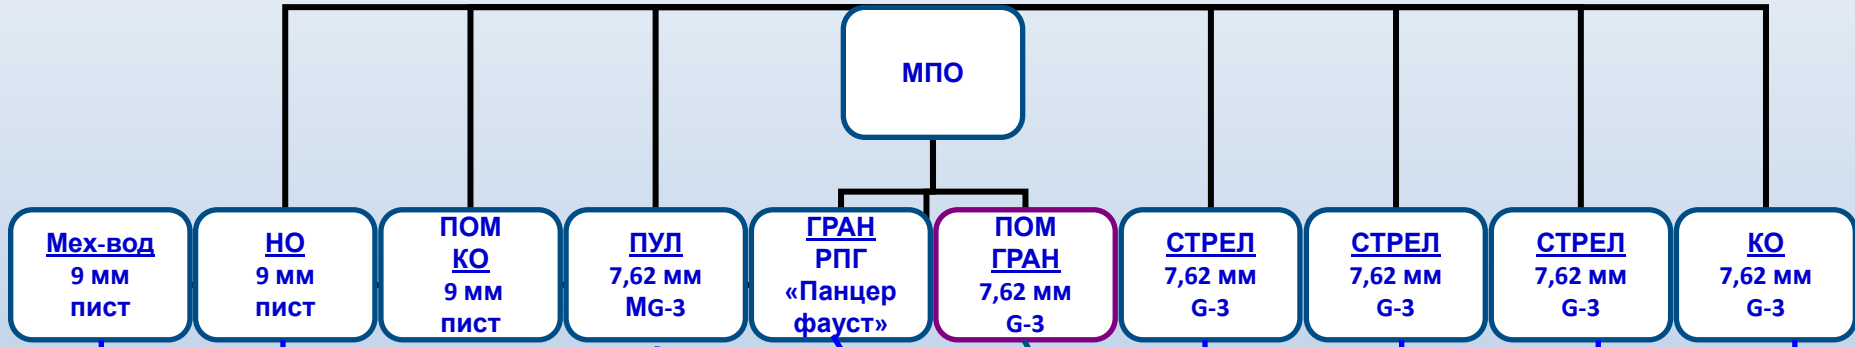 МПО
Мех-вод
9 мм
пист
НО
9 мм
пист
ПОМ
КО
9 мм
пист
ПУЛ
7,62 мм
MG-3
ГРАН
РПГ
«Панцер
фауст»
ПОМ
ГРАН
7,62 мм
G-3
СТРЕЛ
7,62 мм
G-3
СТРЕЛ
7,62 мм
G-3
СТРЕЛ
7,62 мм
G-3
КО
7,62 мм
G-3